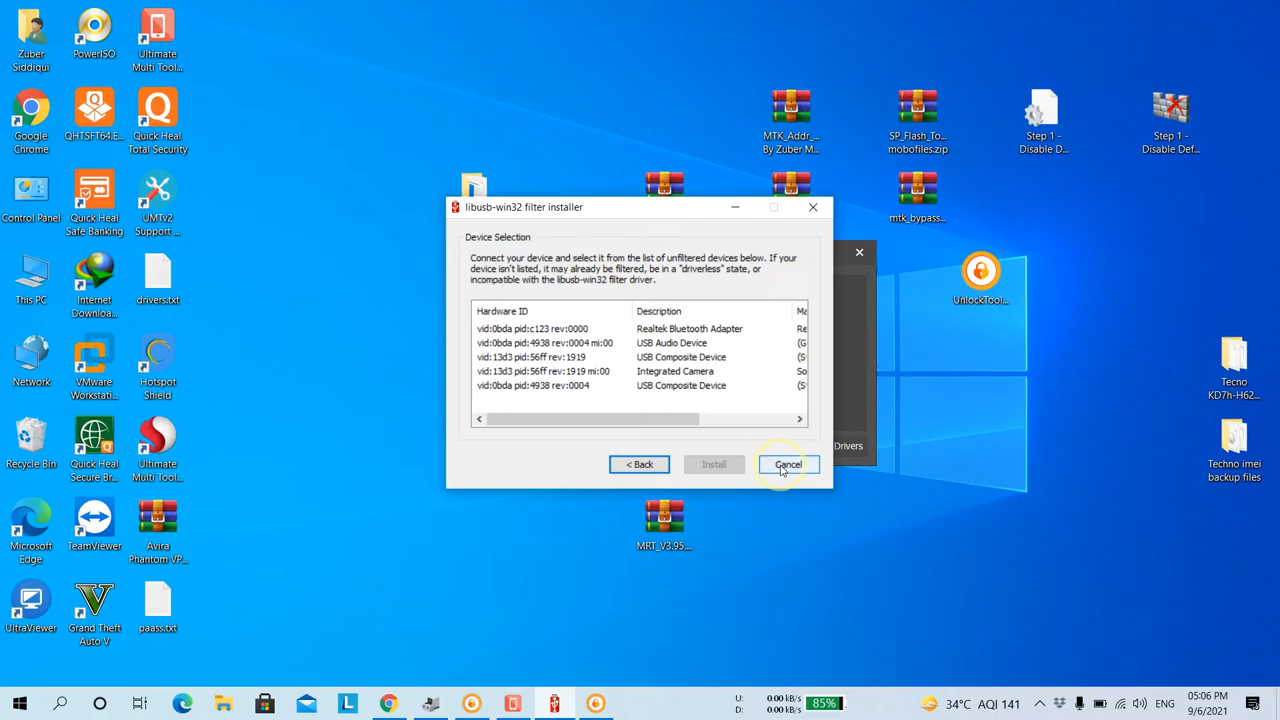 Zuber
Siddiqui
PowerISO
Ultimate
Multi Tool...
Google
Chrome
QHTSFT64.E...
Quick Heal
Total Security
Control Panel
Quick Heal
Safe Banking
UMTv2
Support ...
This PC
Internet
Downloa...
drivers.txt
Network
VMware
Workstati...
Hotspot
Shield
Recycle Bin
Quick Heal
Secure Br...
Ultimate
Multi Tool...
Microsoft
Edge
TeamViewer
Avira
Phantom VP...
UltraViewer
Grand Theft
Auto V
paass.txt
MTK_Addr_...
By Zuber M...
SP_Flash_To...
mobofiles.zip
Step 1 -
Disable D...
Step 1 -
Disable Def...
mtk_bypass...
UnlockTool...
Tecno
KD7h-H62...
Techno imei
backup files
MRT_V3.95....
libusb-win32 filter installer
Device Selection
Connect your device and select it from the list of unfiltered devices below. If your
device isn't listed, it may already be filtered, be in a "driverless" state, or
incompatible with the libusb-win32 filter driver.
Hardware ID Description Ma
vid:0bda pid:c123 rev:0000 Realtek Bluetooth Adapter Re
vid:0bda pid:4938 rev:0004 mi:00 USB Audio Device (G
vid:13d3 pid:56ff rev:1919 USB Composite Device (S
vid:13d3 pid:56ff rev:1919 mi:00 Integrated Camera So
vid:0bda pid:4938 rev:0004 USB Composite Device (S
< Back Install Cancel
Drivers
U: 0.00 kB/s
D: 0.00 kB/s
85%
34°C AQI 141
05:06 PM
9/6/2021